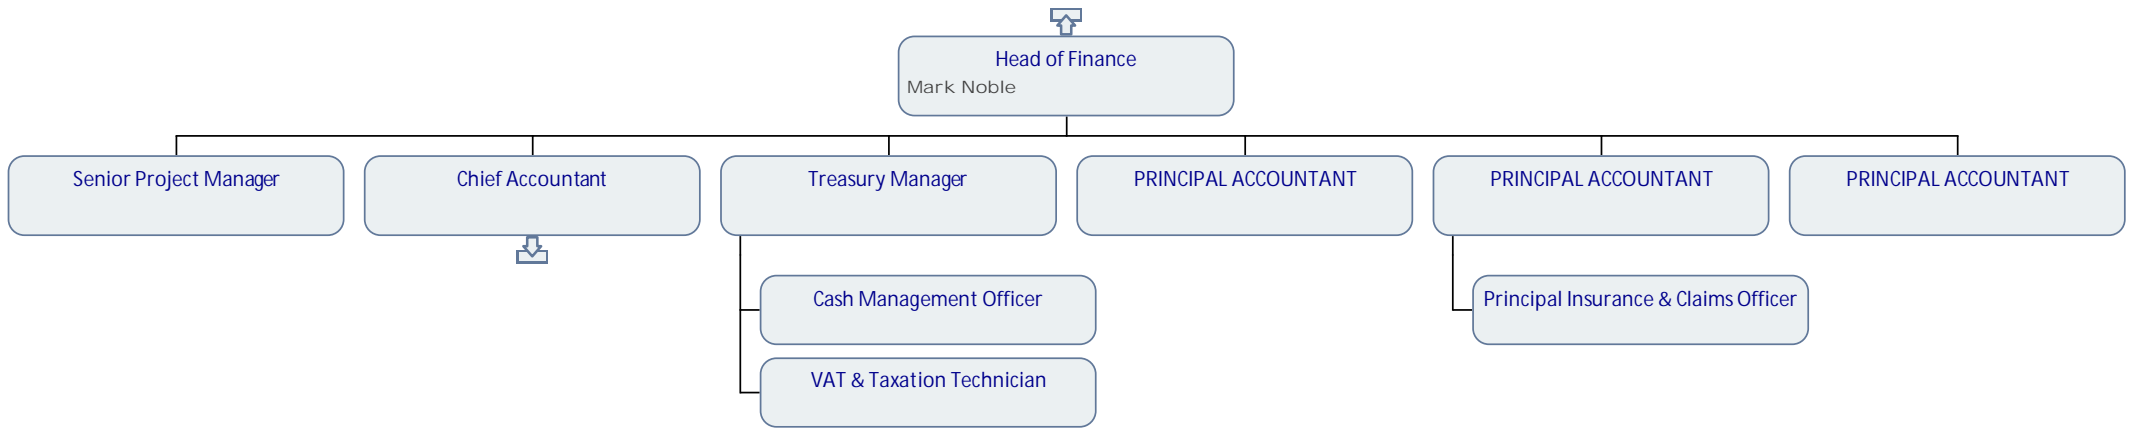 Head of Finance
Mark Noble
Senior Project Manager
Chief Accountant
Treasury Manager
PRINCIPAL ACCOUNTANT
PRINCIPAL ACCOUNTANT
PRINCIPAL ACCOUNTANT
Cash Management Officer
Principal Insurance & Claims Officer
VAT & Taxation Technician